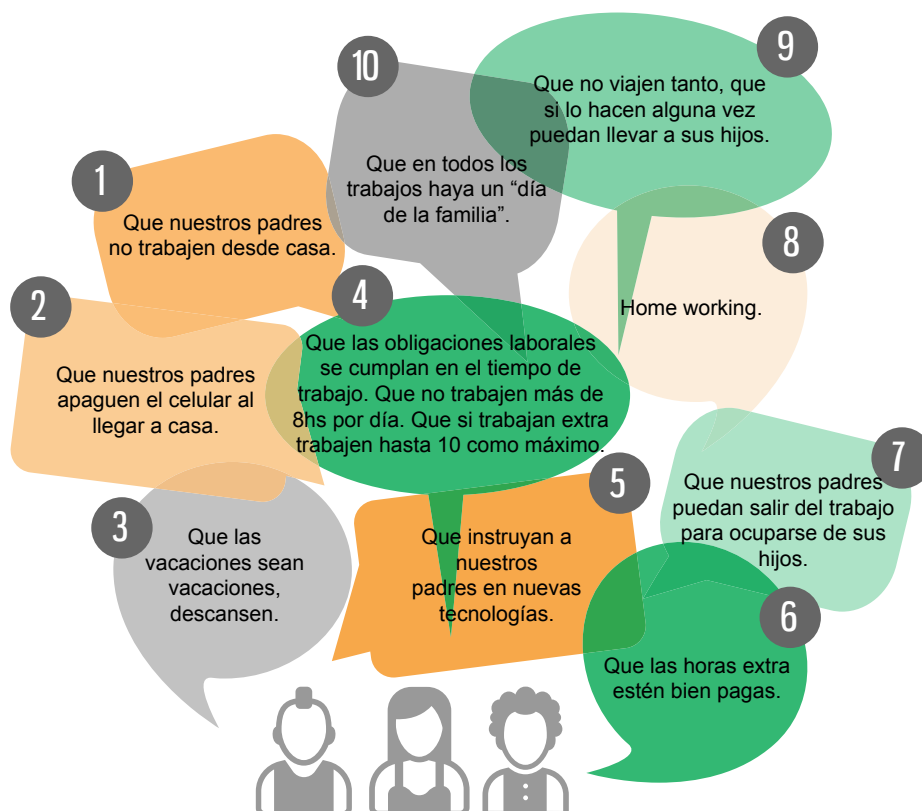 1
Que nuestros padres
no trabajen desde casa.
2
Que nuestros padres
apaguen el celular al
llegar a casa.
3
Que las
vacaciones sean
vacaciones,
descansen.
4
Que las obligaciones laborales
se cumplan en el tiempo de
trabajo. Que no trabajen más de
8hs por día. Que si trabajan extra
trabajen hasta 10 como máximo.
5
Que instruyan a
nuestros
padres en nuevas
tecnologías.
6
Que las horas extra
estén bien pagas.
7
Que nuestros padres
puedan salir del trabajo
para ocuparse de sus
hijos.
8
Home working.
9
Que no viajen tanto, que
si lo hacen alguna vez
puedan llevar a sus hijos.
10
Que en todos los
trabajos haya un “día
de la familia”.